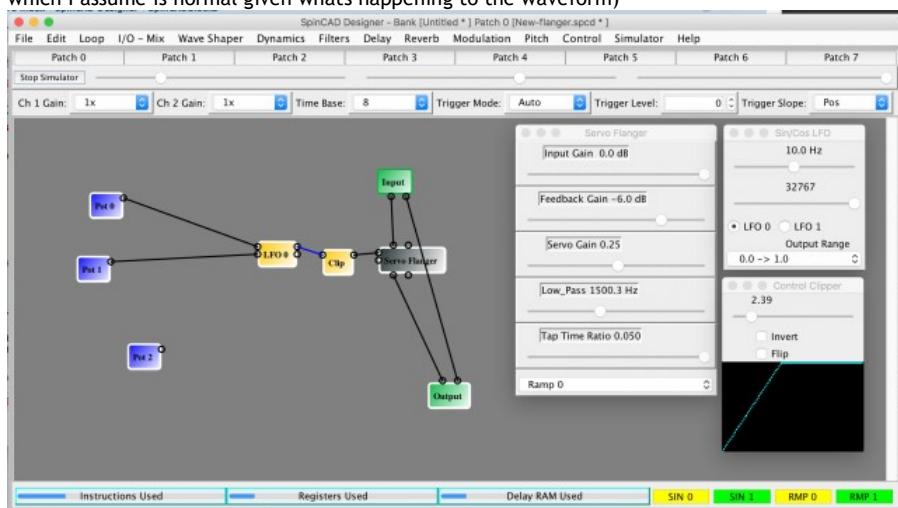 which I assume is normal given whats happening to the waveform)
SpinCAD Designer - Bank [Untitled * ] Patch 0 [New-flanger.spcd * ]
File Edit Loop I/O - Mix Wave Shaper Dynamics Filters Delay Reverb Modulation Pitch Control Simulator Help
Patch 0 Patch 1 Patch 2 Patch 3 Patch 4 Patch 5 Patch 6 Patch 7
Stop Simulator
Ch 1 Gain: 1x Ch 2 Gain: 1x Time Base: 8 Trigger Mode: Auto Trigger Level: 0 Trigger Slope: Pos
Servo Flanger
Input Gain 0.0 dB
Feedback Gain -6.0 dB
Servo Gain 0.25
Low_Pass 1500.3 Hz
Tap Time Ratio 0.050
Ramp 0
Sin/Cos LFO
10.0 Hz
32767
LFO 0 LFO 1
Output Range
0.0 -> 1.0
Control Clipper
2.39
Invert
Flip
Input
Pot 0
LFO 0
Clip
Servo Flanger
Pot 1
Pot 2
Output
Instructions Used Registers Used Delay RAM Used SIN 0 SIN 1 RMP 0 RMP 1